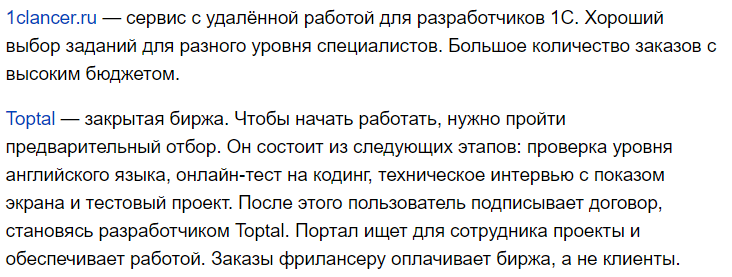 1clancer.ru — сервис с удалённой работой для разработчиков 1С. Хороший
выбор заданий для разного уровня специалистов. Большое количество заказов с
высоким бюджетом.
Toptal — закрытая биржа. Чтобы начать работать, нужно пройти
предварительный отбор. Он состоит из следующих этапов: проверка уровня
английского языка, онлайн-тест на кодинг, техническое интервью с показом
экрана и тестовый проект. После этого пользователь подписывает договор,
становясь разработчиком Toptal. Портал ищет для сотрудника проекты и
обеспечивает работой. Заказы фрилансеру оплачивает биржа, а не клиенты.